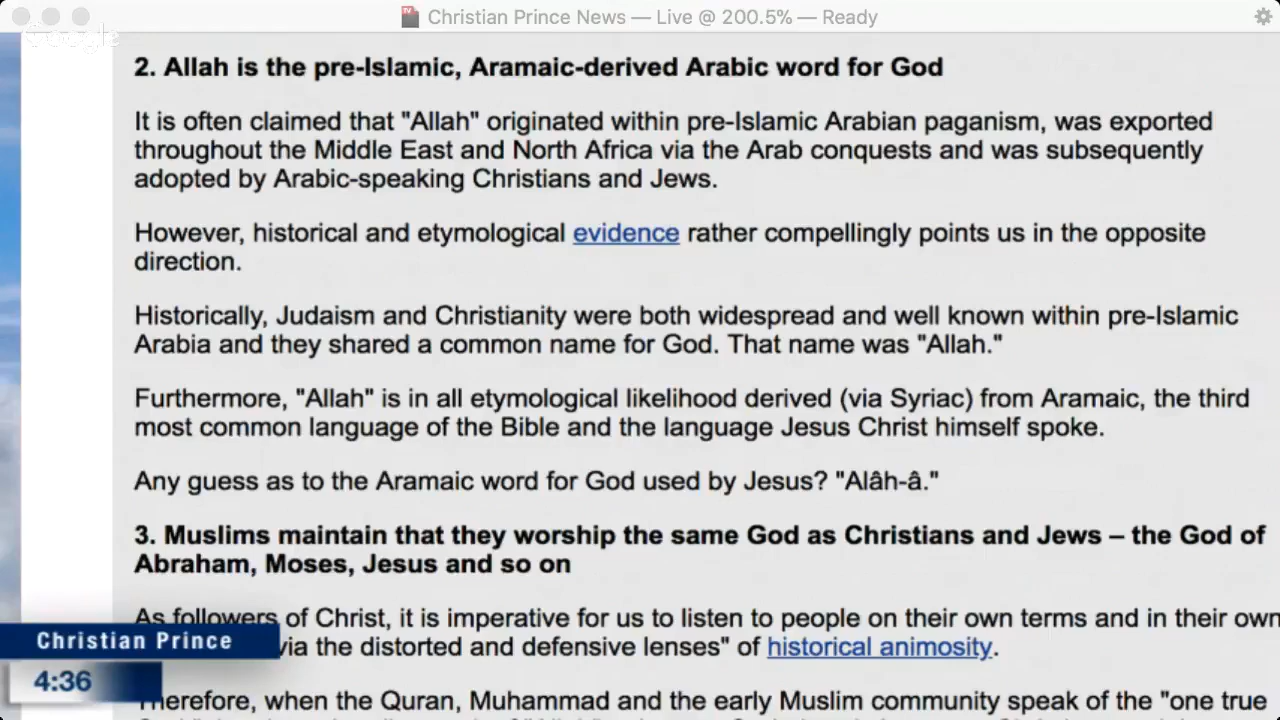 Christian Prince News — Live @ 200.5% — Ready
Google
2. Allah is the pre-Islamic, Aramaic-derived Arabic word for God
It is often claimed that "Allah" originated within pre-Islamic Arabian paganism, was exported
throughout the Middle East and North Africa via the Arab conquests and was subsequently
adopted by Arabic-speaking Christians and Jews.
However, historical and etymological evidence rather compellingly points us in the opposite
direction.
Historically, Judaism and Christianity were both widespread and well known within pre-Islamic
Arabia and they shared a common name for God. That name was "Allah."
Furthermore, "Allah" is in all etymological likelihood derived (via Syriac) from Aramaic, the third
most common language of the Bible and the language Jesus Christ himself spoke.
Any guess as to the Aramaic word for God used by Jesus? "Alâh-â."
3. Muslims maintain that they worship the same God as Christians and Jews – the God of
Abraham, Moses, Jesus and so on
As followers of Christ, it is imperative for us to listen to people on their own terms and in their own
via the distorted and defensive lenses" of historical animosity.
Therefore, when the Quran, Muhammad and the early Muslim community speak of the "one true
Christian Prince
4:36